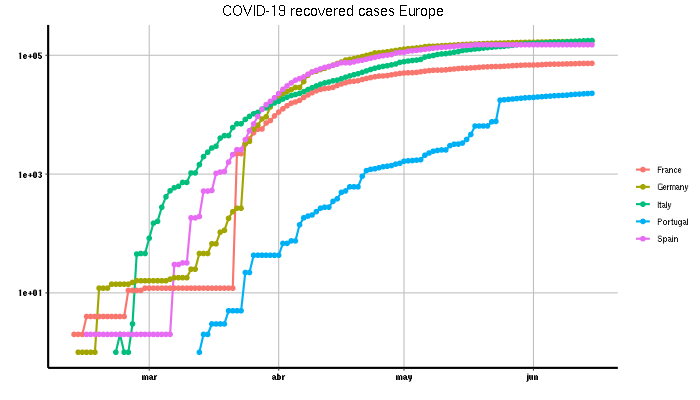 COVID-19 recovered cases Europe
1e+05
1e+03
1e+01
mar
abr
may
jun
France
Germany
Italy
Portugal
Spain